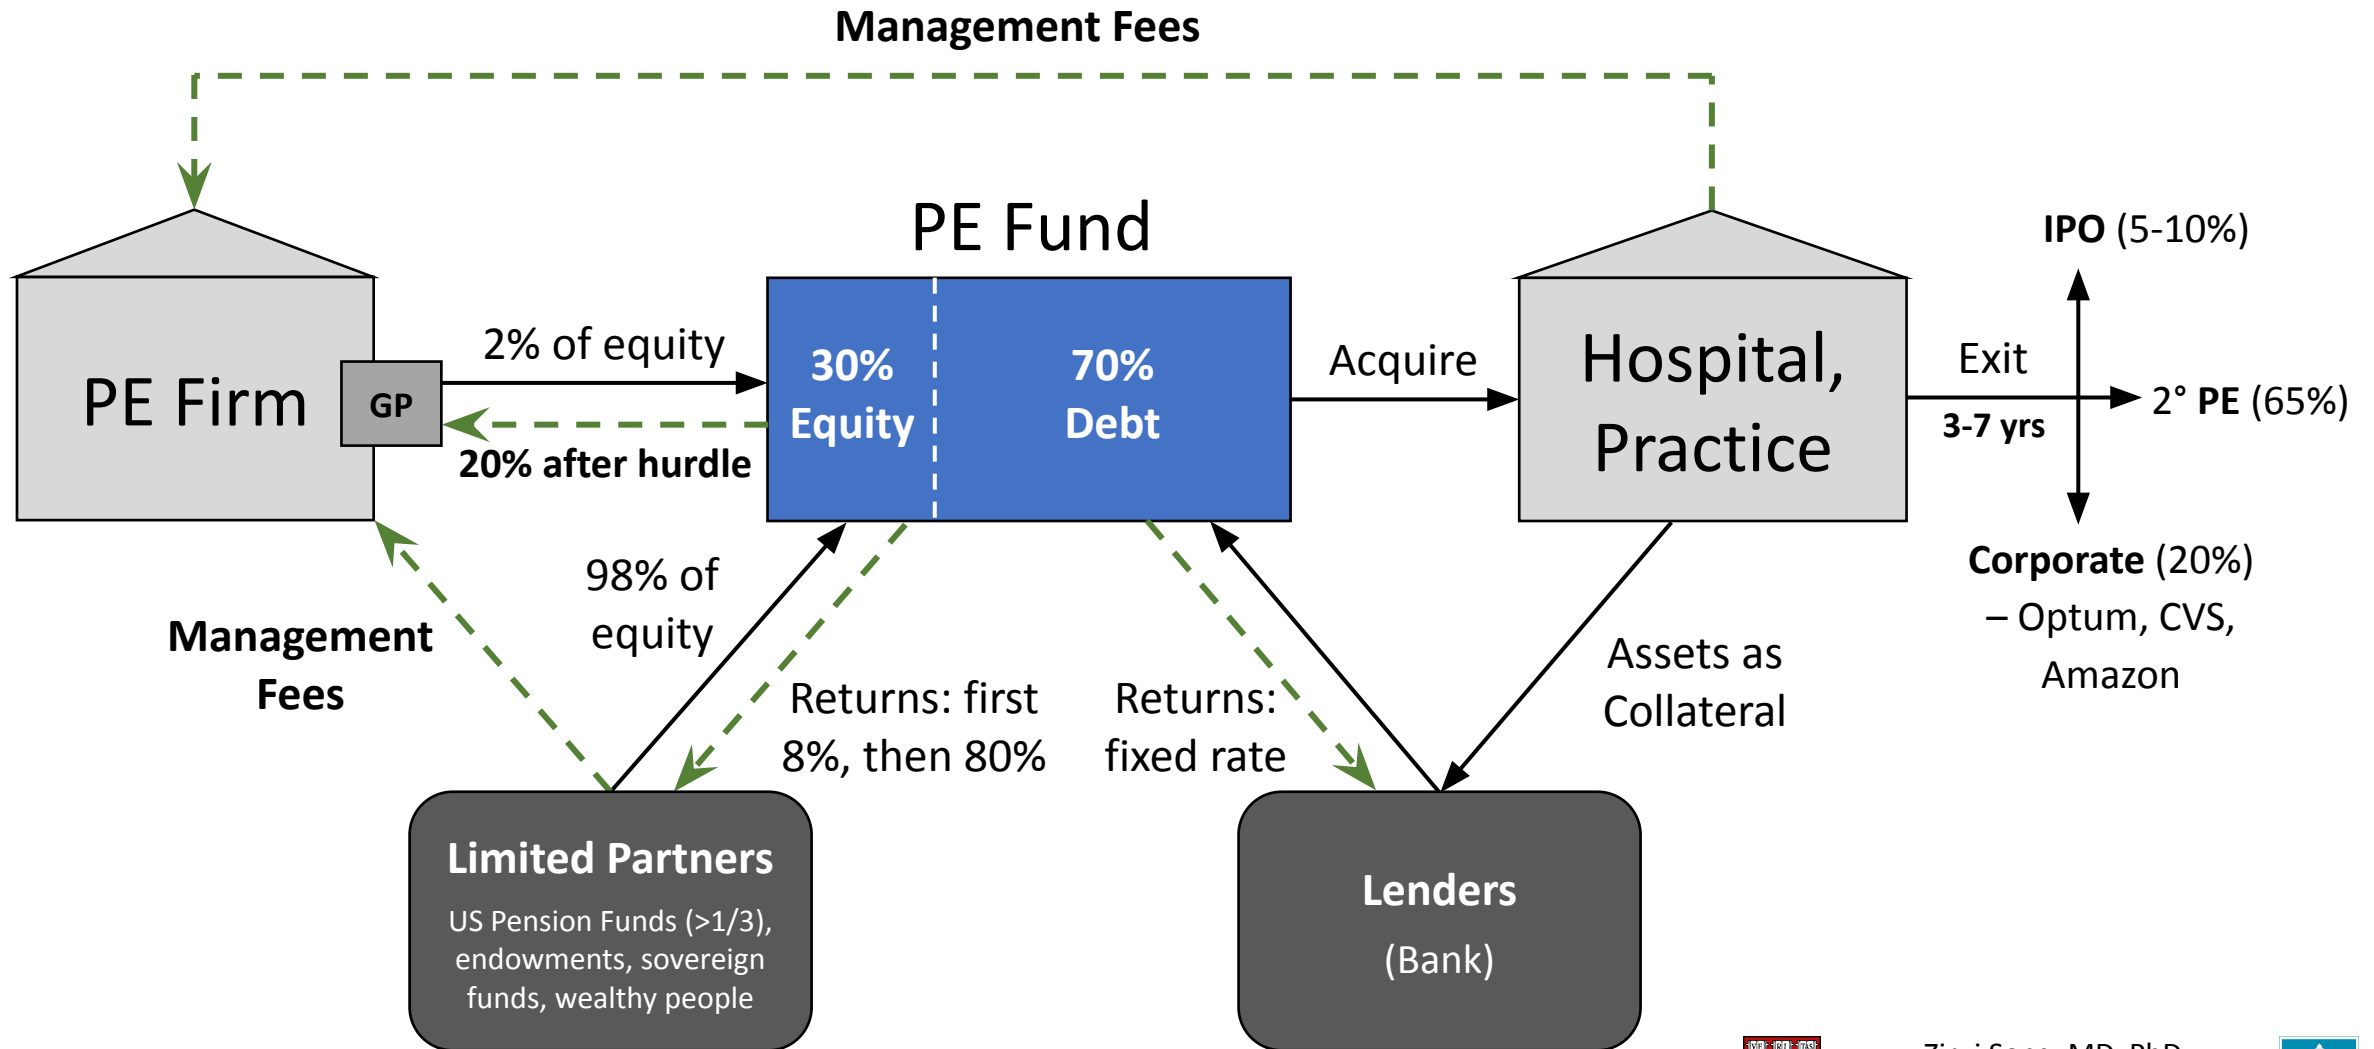 Management Fees
PE Fund
IPO (5-10%)
2% of equity
30%
Equity
70%
Debt
Acquire
Hospital,
Practice
Exit
3-7 yrs
2° PE (65%)
PE Firm
GP
20% after hurdle
Corporate (20%)
– Optum, CVS,
Amazon
98% of
equity
Management
Fees
Returns: first
8%, then 80%
Returns:
fixed rate
Assets as
Collateral
Limited Partners
US Pension Funds (>1/3),
endowments, sovereign
funds, wealthy people
Lenders
(Bank)
MD, PhD